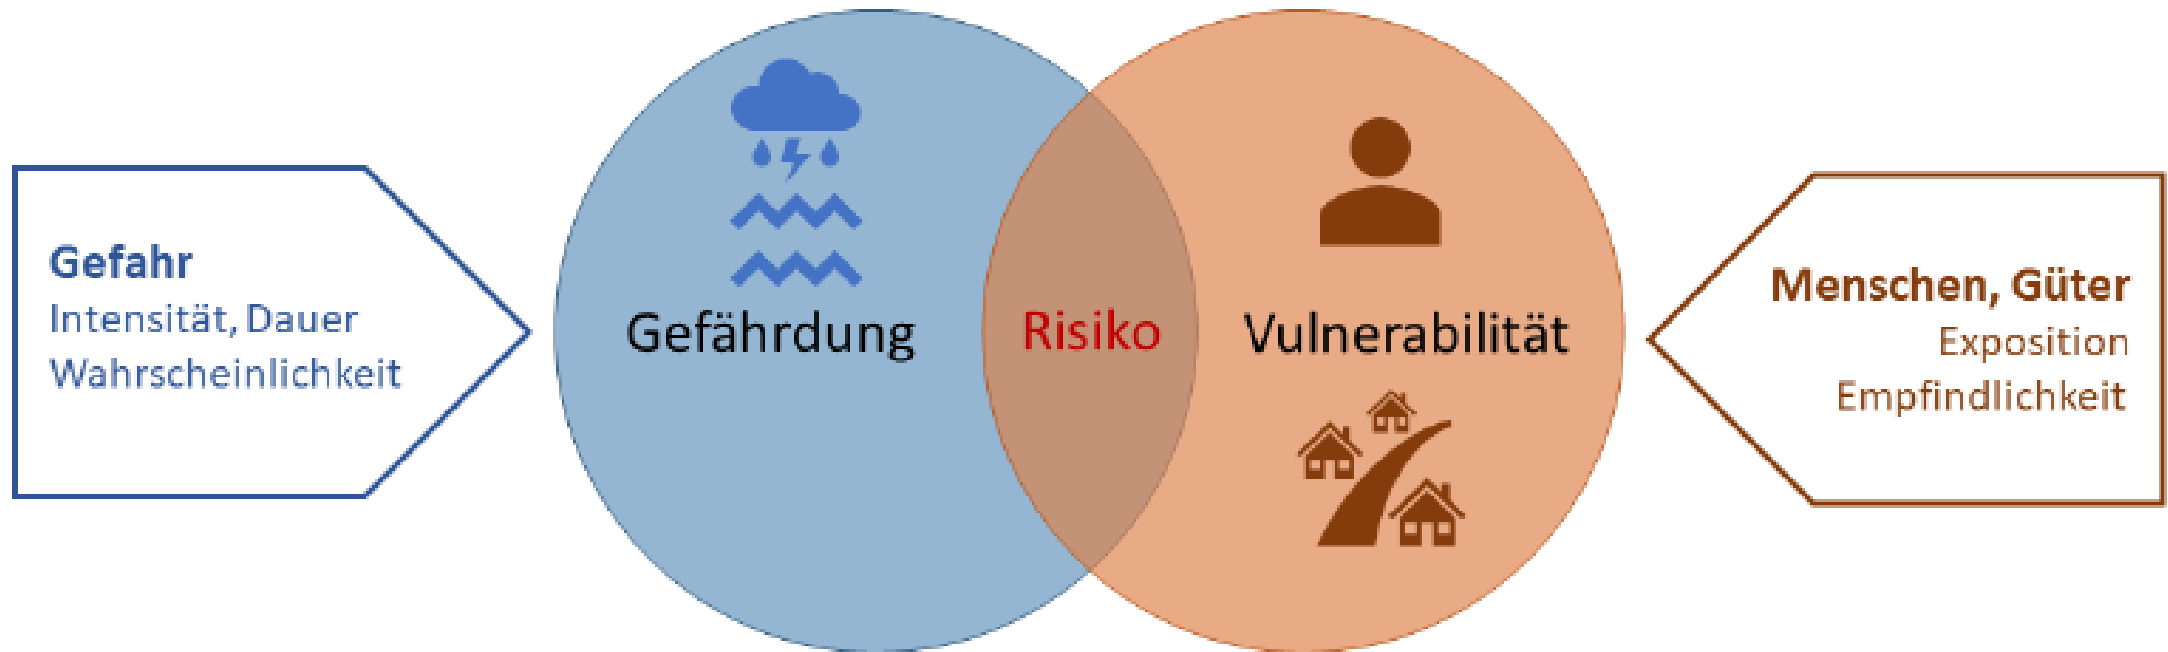 Gefahr
Intensität, Dauer
Wahrscheinlichkeit
Gefährdung
Risiko
Vulnerabilität
Menschen, Güter
Exposition
Empfindlichkeit